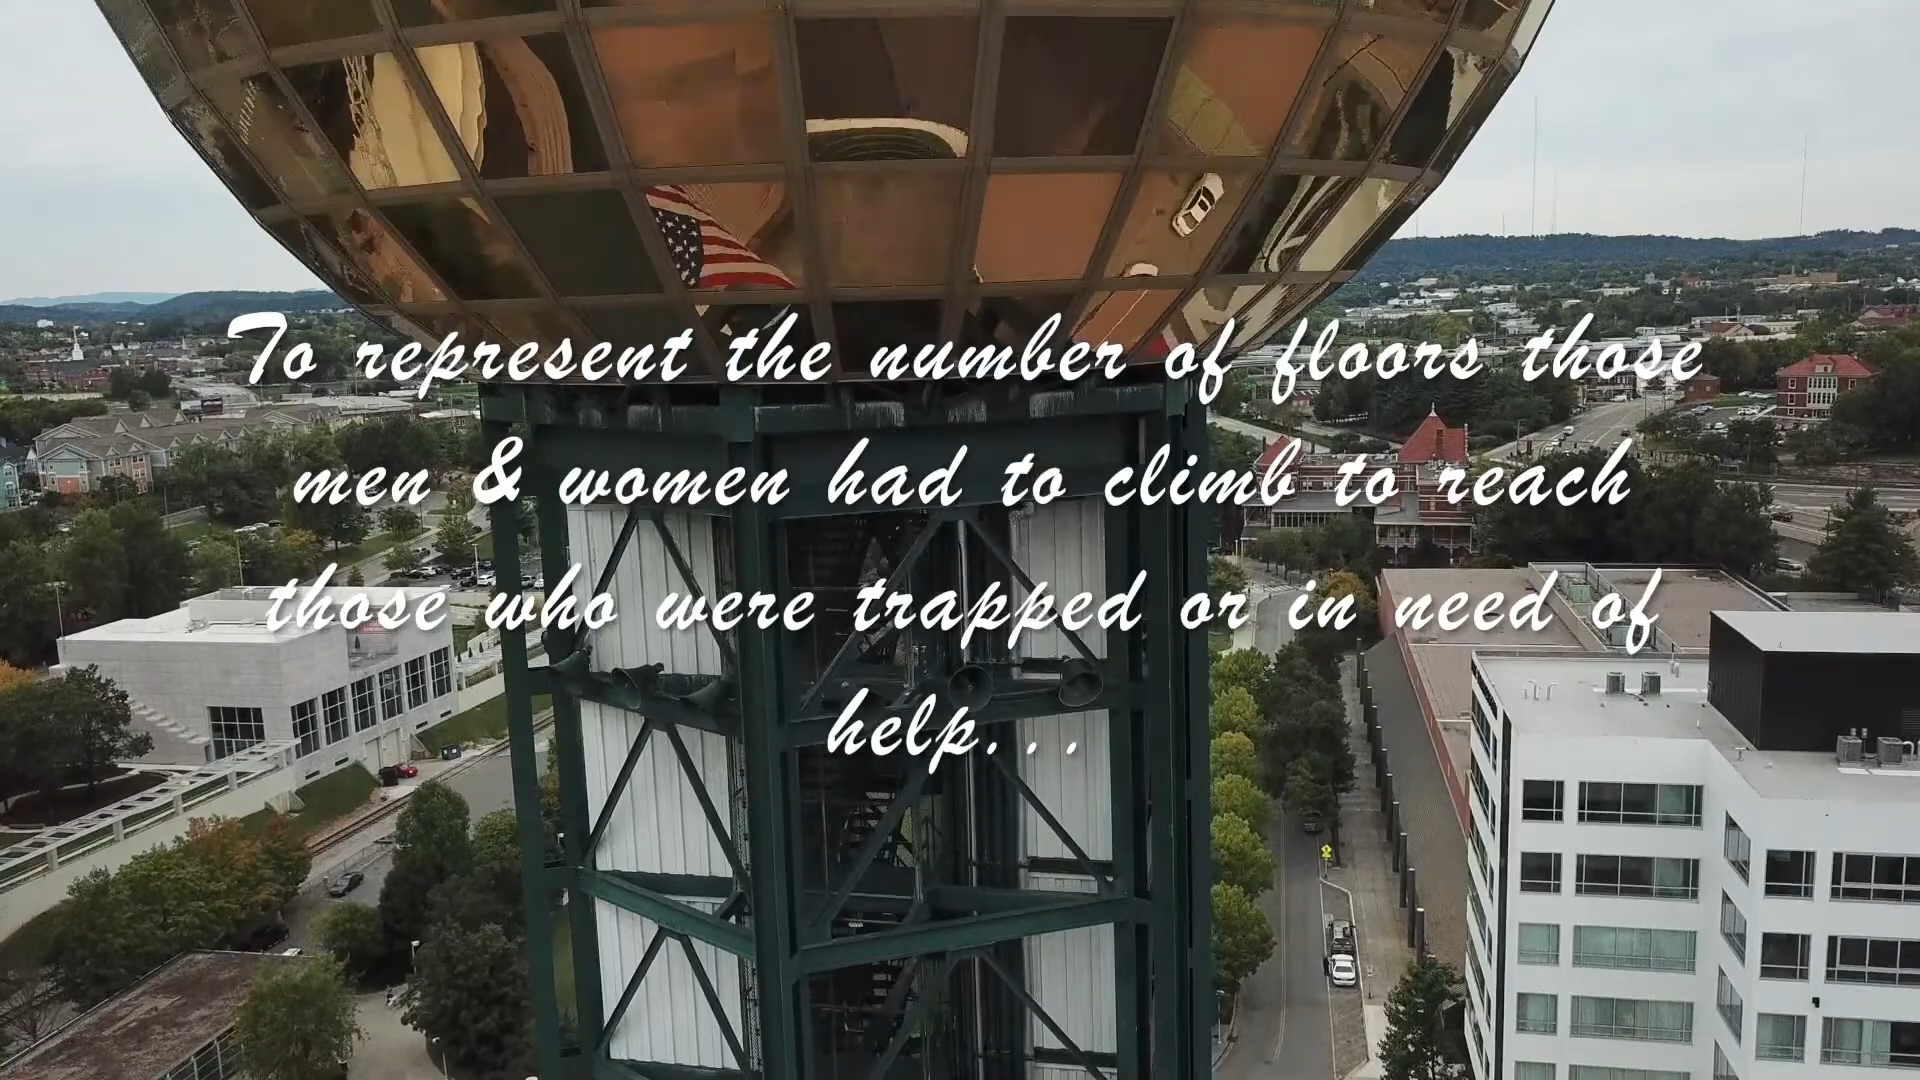 To represent the number of floors those
men & women had to climb to reach
those who were trapped or in need of
help...